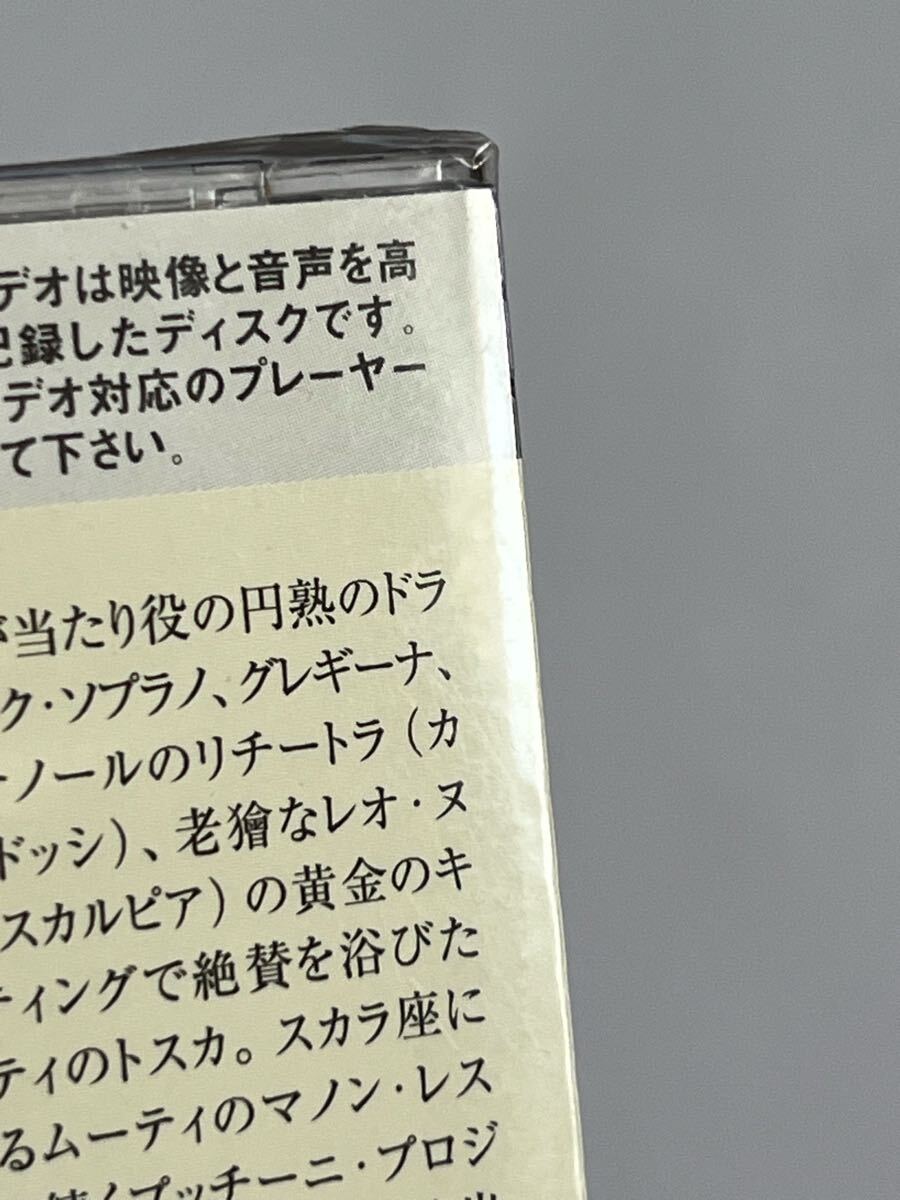 デオは映像と音声を高
記録したディスクです。
デオ対応のプレーヤー
て下さい。
が当たり役の円熟のドラ
ク・ソプラノ、グレギーナ、
テノールのリチートラ（カ
ドッシ）、老獪なレオ・ヌ
スカルピア）の黄金のキ
ティングで絶賛を浴びた
ティのトスカ。スカラ座に
るムーティのマノン・レス
続くプッチーニ・プロジ